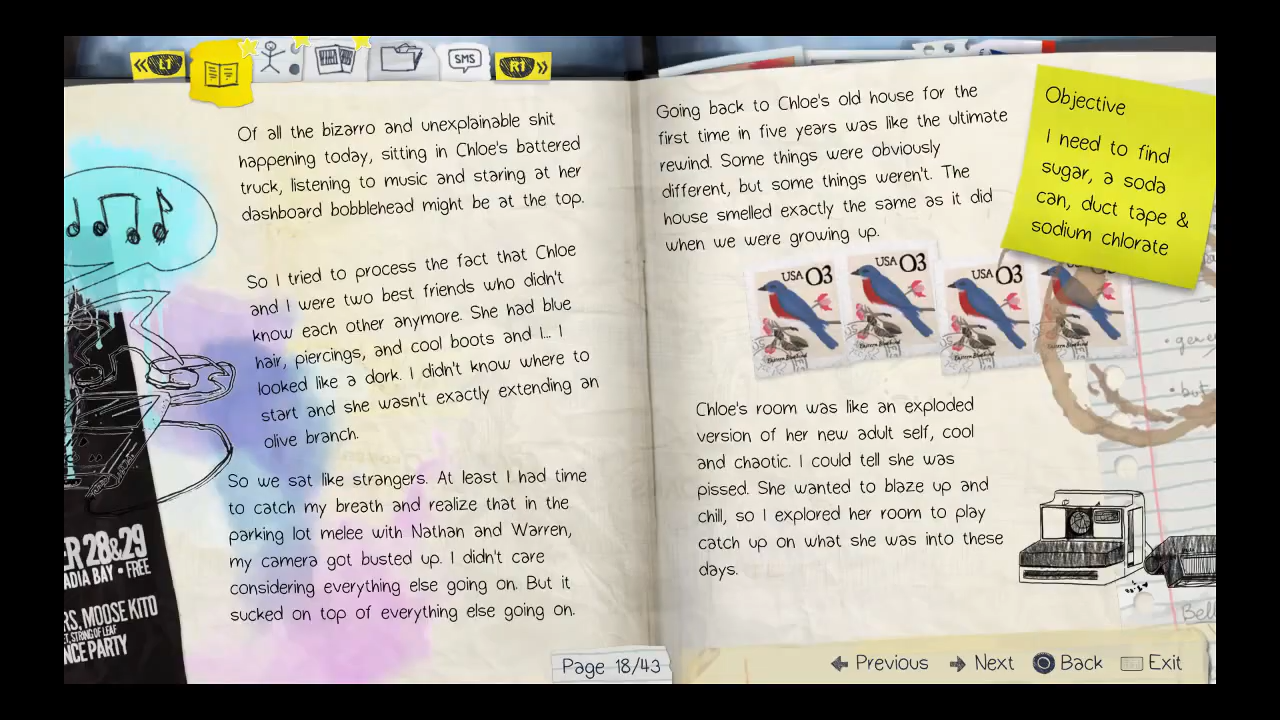 LT
SMS
R1
Of all the bizarro and unexplainable shit
happening today, sitting in Chloe's battered
truck, listening to music and staring at her
dashboard bobblehead might be at the top.
So I tried to process the fact that Chloe
and I were two best friends who didn't
know each other anymore. She had blue
hair, piercings, and cool boots and I... I
looked like a dork. I didn't know where to
start and she wasn't exactly extending an
olive branch.
So we sat like strangers. At least I had time
to catch my breath and realize that in the
parking lot melee with Nathan and Warren,
my camera got busted up. I didn't care
considering everything else going on. But it
sucked on top of everything else going on.
ER 28&29
ADIA BAY • FREE
RS, MOOSE KITO
ET, STRING OF LEAF
NCE PARTY
Going back to Chloe's old house for the
first time in five years was like the ultimate
rewind. Some things were obviously
different, but some things weren't. The
house smelled exactly the same as it did
when we were growing up.
USA 03
USA 03
USA 03
Eastern Bluebird
Eastern Bluebird
Eastern Bluebird
Chloe's room was like an exploded
version of her new adult self, cool
and chaotic. I could tell she was
pissed. She wanted to blaze up and
chill, so I explored her room to play
catch up on what she was into these
days.
Objective
I need to find
sugar, a soda
can, duct tape &
sodium chlorate
• but
Page 18/43
Previous
Next
Back
Exit